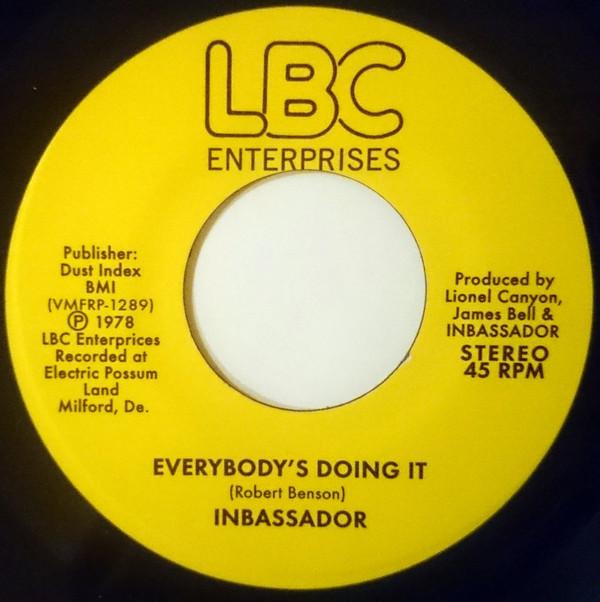 LBC
ENTERPRISES
Publisher:
Dust Index
BMI
(VMFRP-1289)
Ⓟ 1978
LBC Enterprices
Recorded at
Electric Possum
Land
Milford, De.
Produced by
Lionel Canyon,
James Bell &
INBASSADOR
STEREO
45 RPM
EVERYBODY'S DOING IT
(Robert Benson)
INBASSADOR